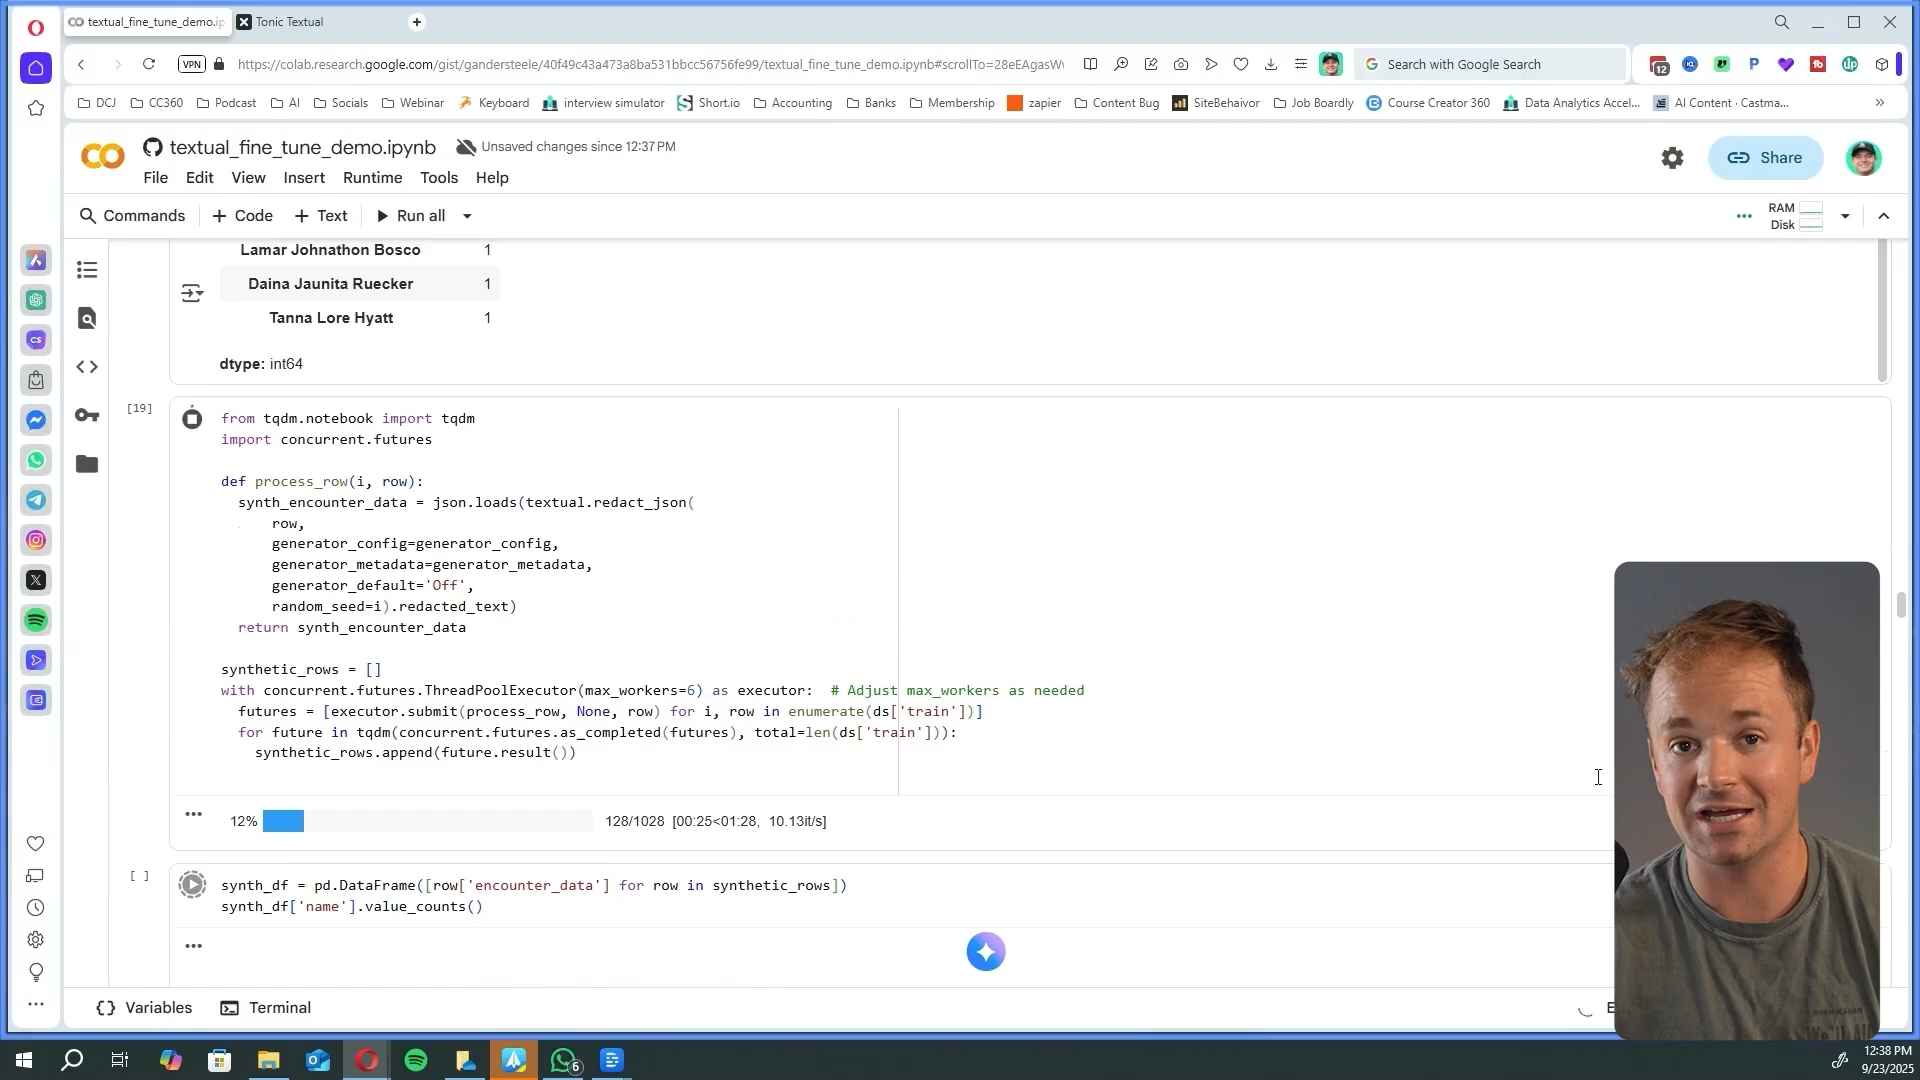 textual_fine_tune_demo.ip
Tonic Textual
VPN
https://colab.research.google.com/gist/gandersteele/40f49c43a473a8ba531bbcc56756fe99/textual_fine_tune_demo.ipynb#scrollTo=28eEAgasW
Search with Google Search
12
DCJ
CC360
Podcast
AI
Socials
Webinar
Keyboard
interview simulator
Short.io
Accounting
Banks
Membership
zapier
Content Bug
SiteBehaivor
Job Boardly
Course Creator 360
Data Analytics Accel...
AI Content · Castma...
textual_fine_tune_demo.ipynb
Unsaved changes since 12:37 PM
Share
File Edit View Insert Runtime Tools Help
Commands
+ Code
+ Text
Run all
RAM
Disk
Lamar Johnathon Bosco 1
Daina Jaunita Ruecker 1
Tanna Lore Hyatt 1
dtype: int64
[19]
from tqdm.notebook import tqdm
import concurrent.futures
def process_row(i, row):
synth_encounter_data = json.loads(textual.redact_json(
row,
generator_config=generator_config,
generator_metadata=generator_metadata,
generator_default='Off',
random_seed=i).redacted_text)
return synth_encounter_data
synthetic_rows = []
with concurrent.futures.ThreadPoolExecutor(max_workers=6) as executor: # Adjust max_workers as needed
futures = [executor.submit(process_row, None, row) for i, row in enumerate(ds['train'])]
for future in tqdm(concurrent.futures.as_completed(futures), total=len(ds['train'])):
synthetic_rows.append(future.result())
12% 128/1028 [00:25<01:28, 10.13it/s]
[ ]
synth_df = pd.DataFrame([row['encounter_data'] for row in synthetic_rows])
synth_df['name'].value_counts()
Variables
Terminal
6
12:38 PM
9/23/2025